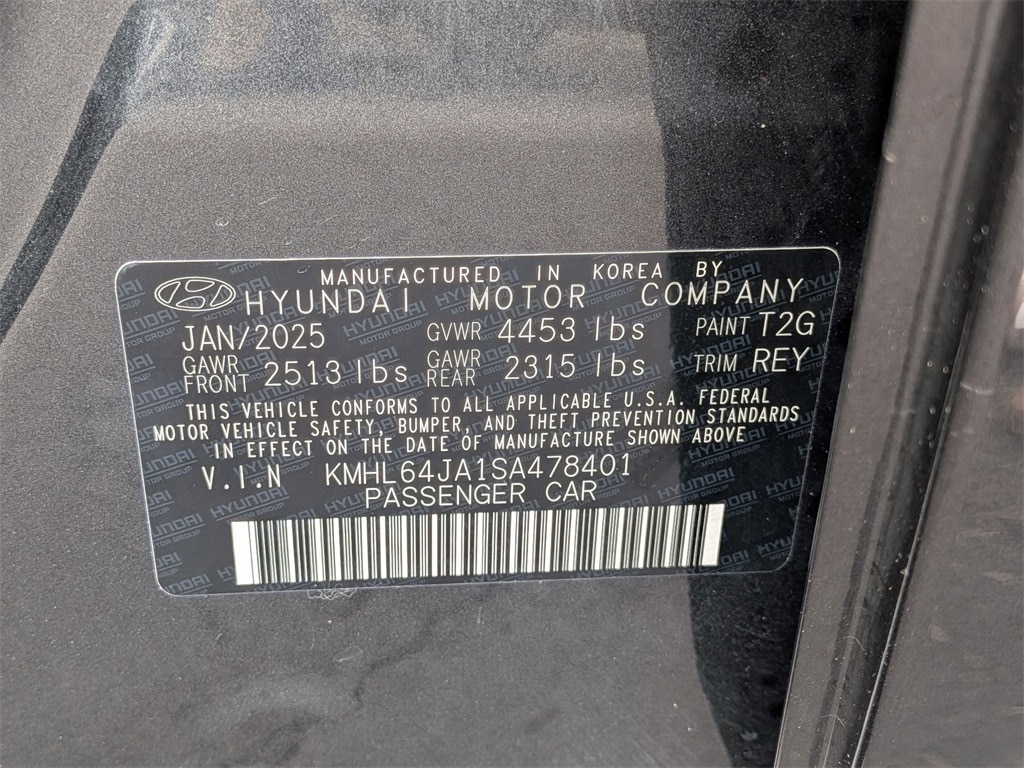 MANUFACTURED IN KOREA BY
HYUNDAI MOTOR COMPANY
JAN/2025 GVWR 4453 lbs PAINT T2G
GAWR FRONT 2513 lbs GAWR REAR 2315 lbs TRIM REY
THIS VEHICLE CONFORMS TO ALL APPLICABLE U.S.A. FEDERAL
MOTOR VEHICLE SAFETY, BUMPER, AND THEFT PREVENTION STANDARDS
IN EFFECT ON THE DATE OF MANUFACTURE SHOWN ABOVE
V.I.N KMHL64JA1SA478401
PASSENGER CAR